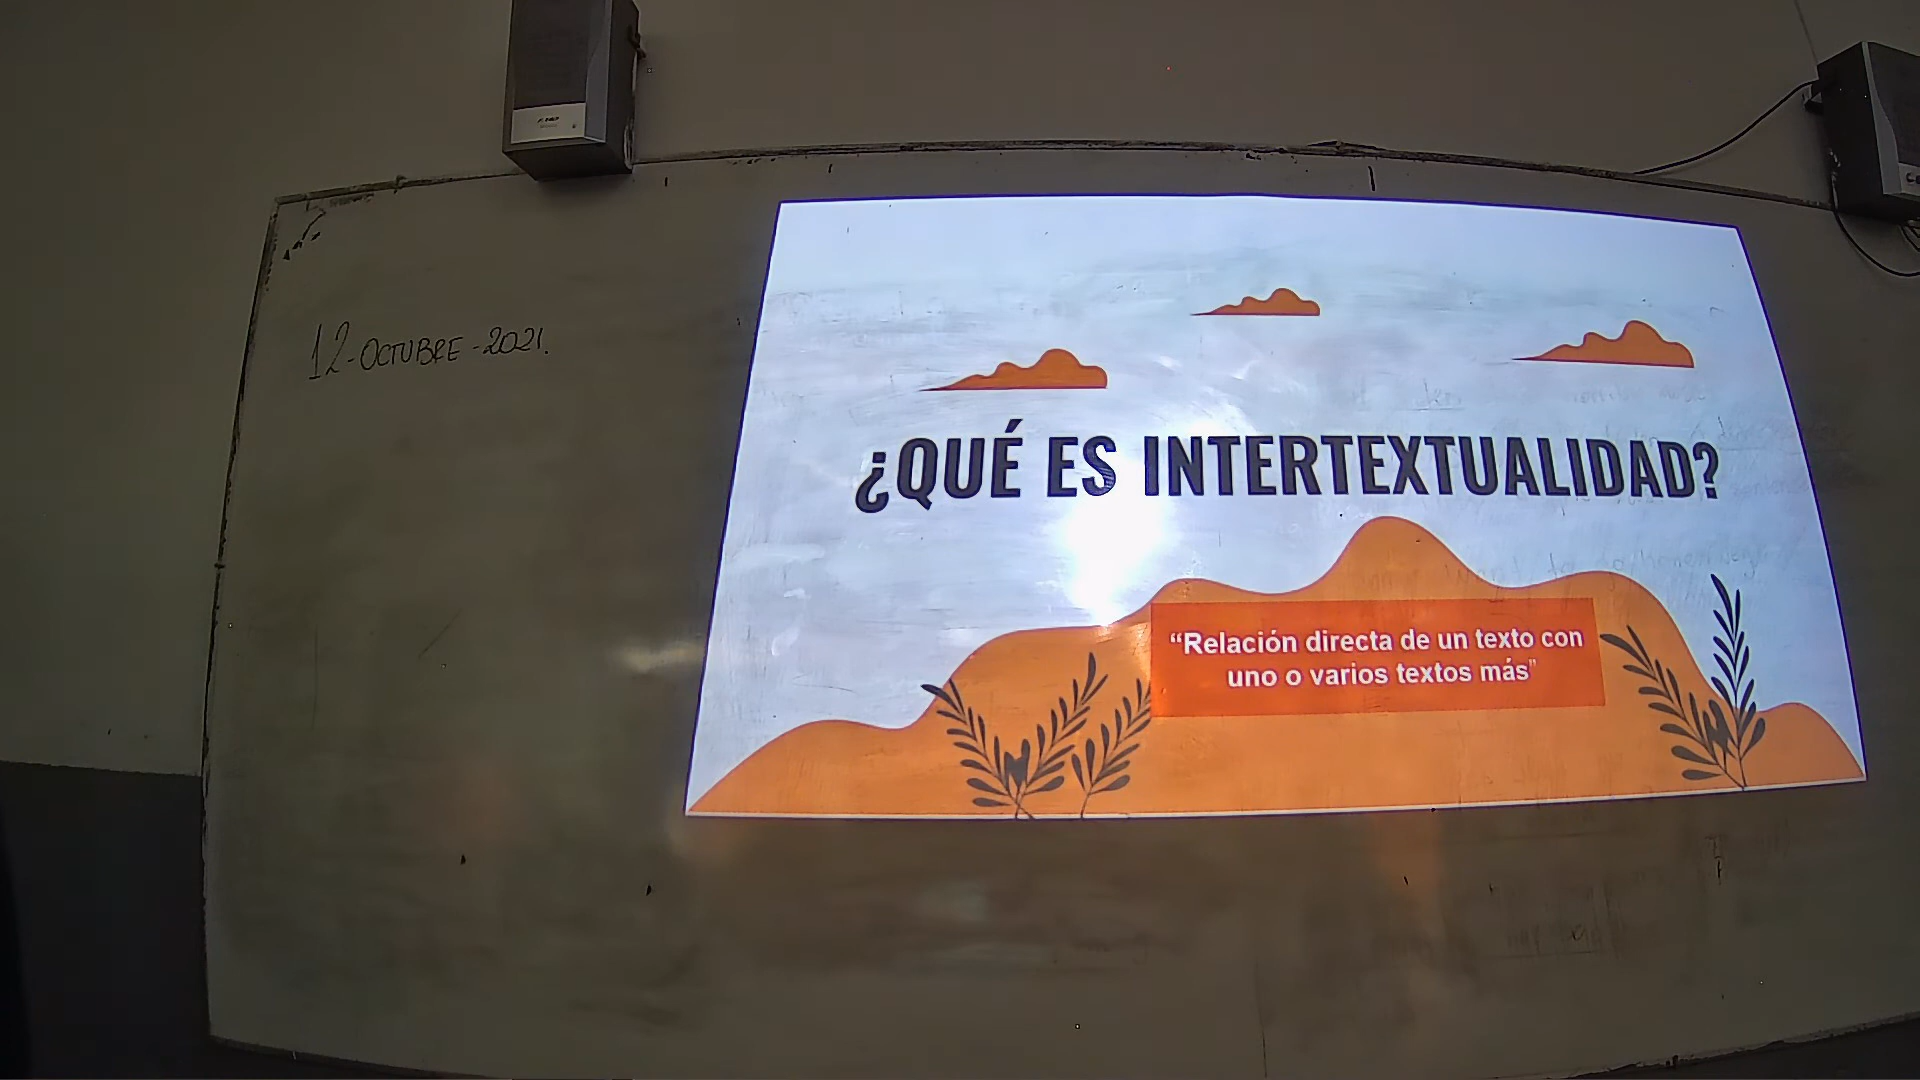 12-OCTUBRE-2021.
¿QUÉ ES INTERTEXTUALIDAD?
“Relación directa de un texto con
uno o varios textos más”